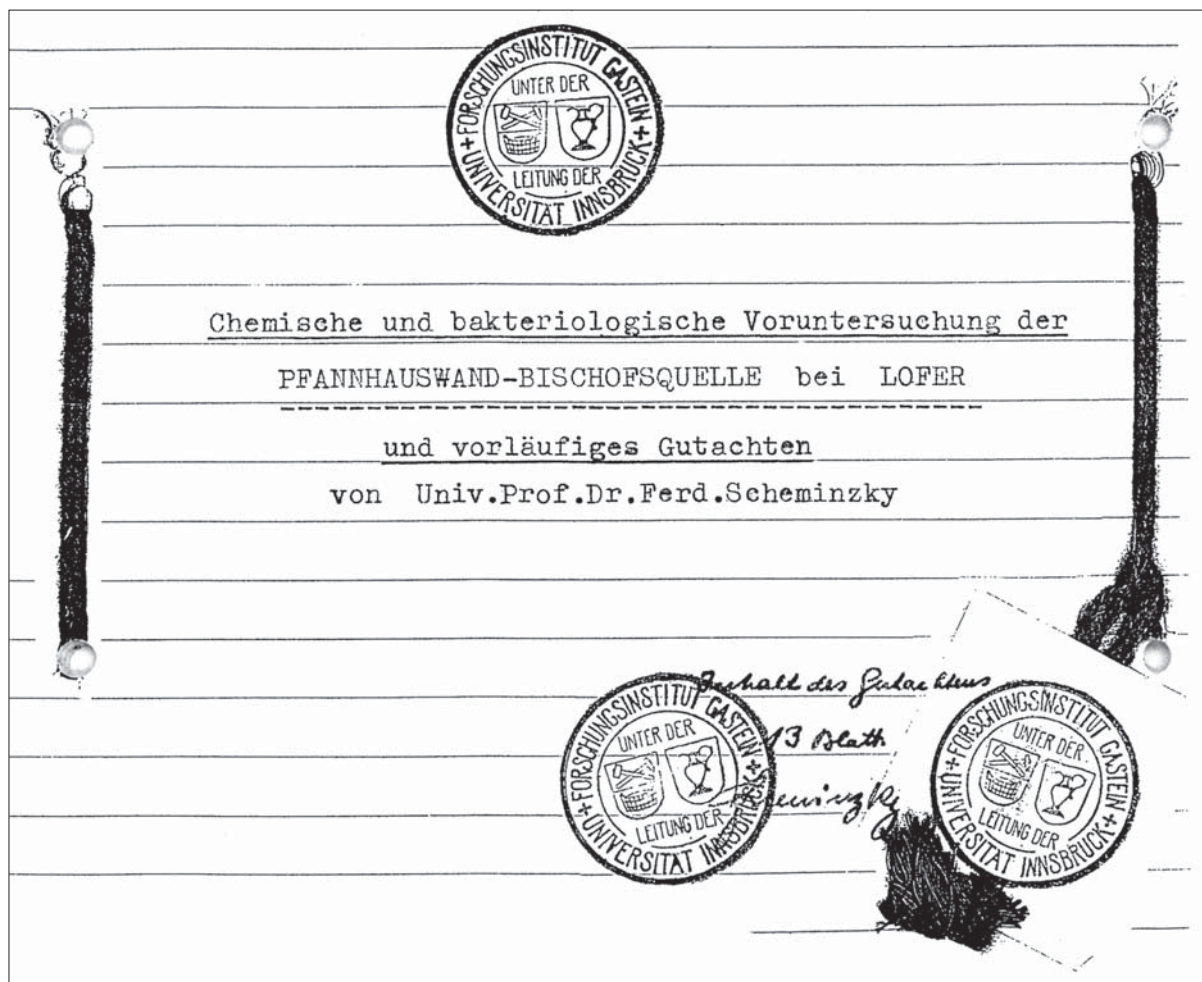 + FORSCHUNGSINSTITUT GASTEIN +
UNIVERSITÄT INNSBRUCK
UNTER DER
LEITUNG DER
Chemische und bakteriologische Voruntersuchung der
PFANNHAUSWAND-BISCHOFSQUELLE bei LOFER
und vorläufiges Gutachten
von Univ.Prof.Dr.Ferd.Scheminzky
Inhalt des Gutachtens
13 Blatt
+ FORSCHUNGSINSTITUT GASTEIN +
UNIVERSITÄT INNSBRUCK
UNTER DER
LEITUNG DER
+ FORSCHUNGSINSTITUT GASTEIN +
UNIVERSITÄT INNSBRUCK
UNTER DER
LEITUNG DER